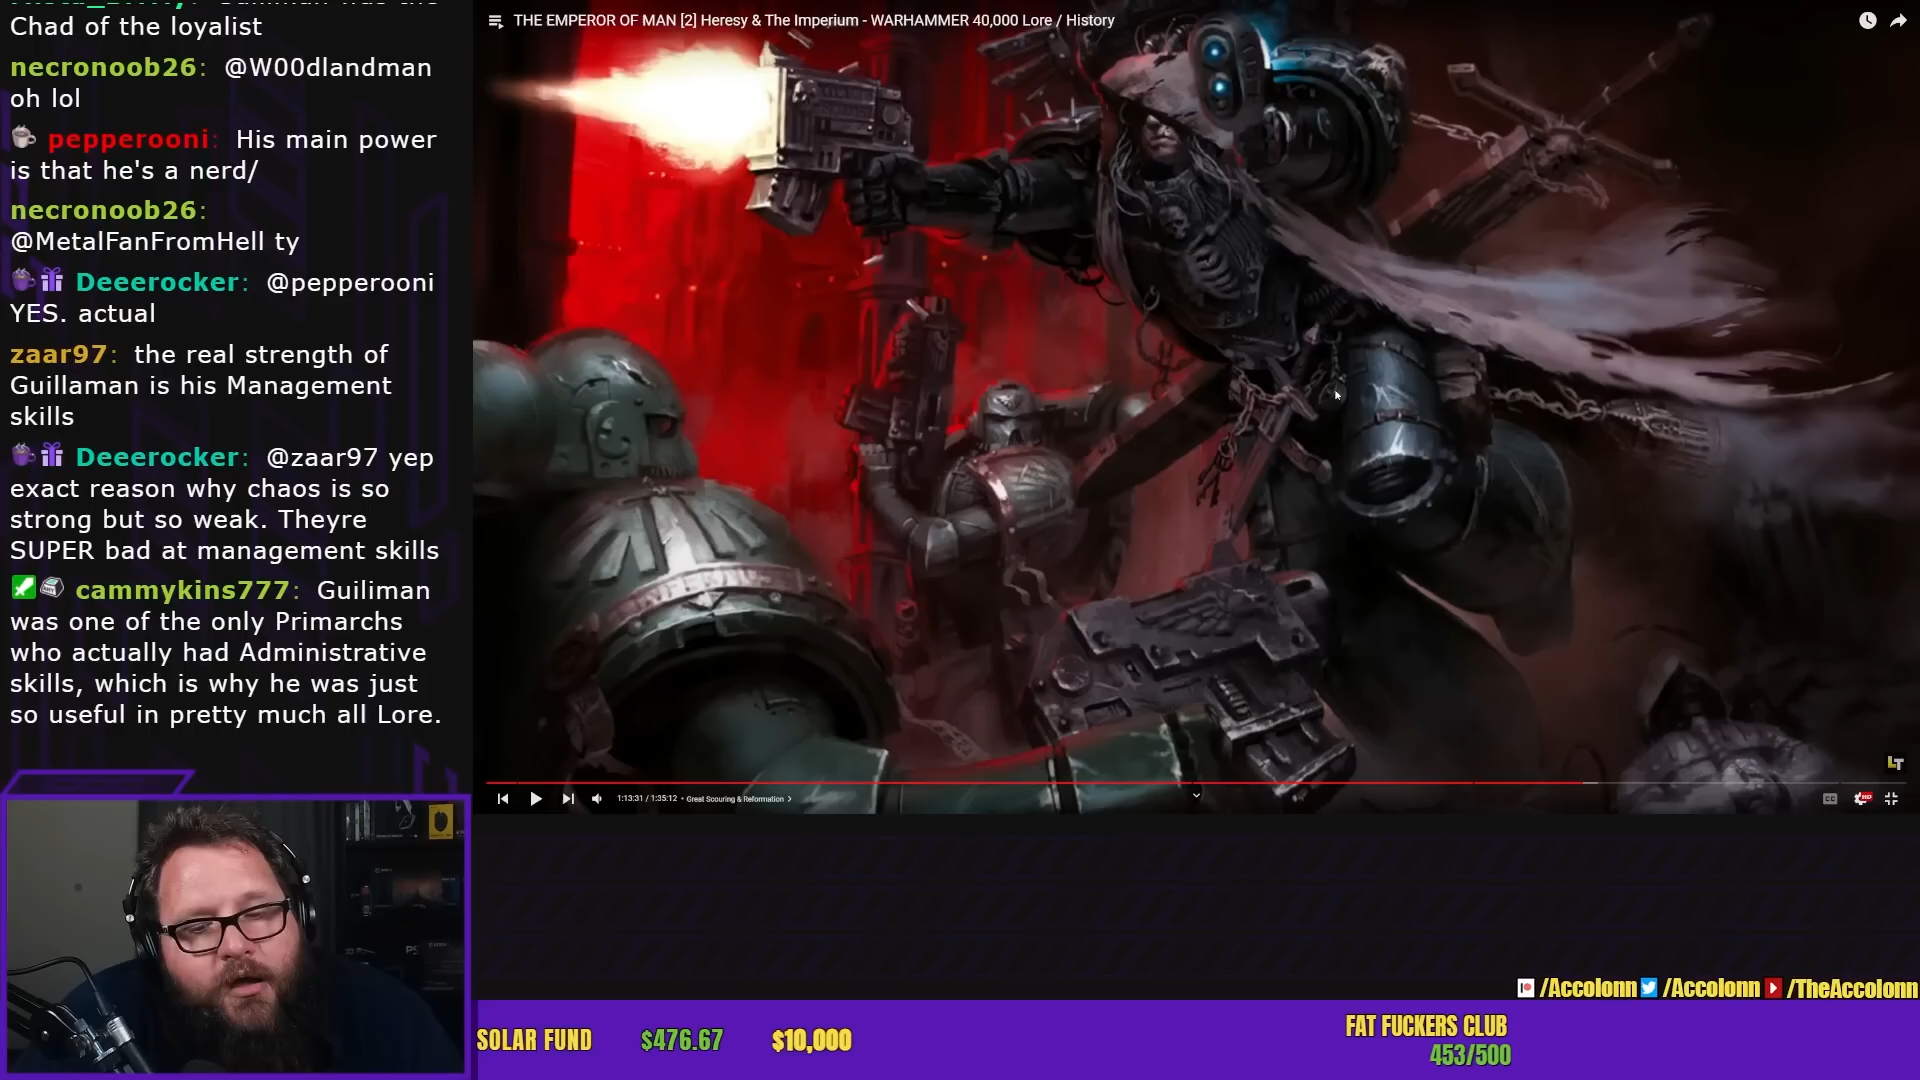 Chad of the loyalist
necronoob26: @W00dlandman
oh lol
pepperooni: His main power
is that he's a nerd/
necronoob26:
@MetalFanFromHell ty
Deeerocker: @pepperooni
YES. actual
zaar97: the real strength of
Guillaman is his Management
skills
Deeerocker: @zaar97 yep
exact reason why chaos is so
strong but so weak. Theyre
SUPER bad at management skills
cammykins777: Guiliman
was one of the only Primarchs
who actually had Administrative
skills, which is why he was just
so useful in pretty much all Lore.
THE EMPEROR OF MAN [2] Heresy & The Imperium - WARHAMMER 40,000 Lore / History
LT
1:13:31 / 1:35:12 • Great Scouring & Reformation >
CC
HD
/Accolonn /Accolonn /TheAccolonn
SOLAR FUND $476.67 $10,000
FAT FUCKERS CLUB
453/500